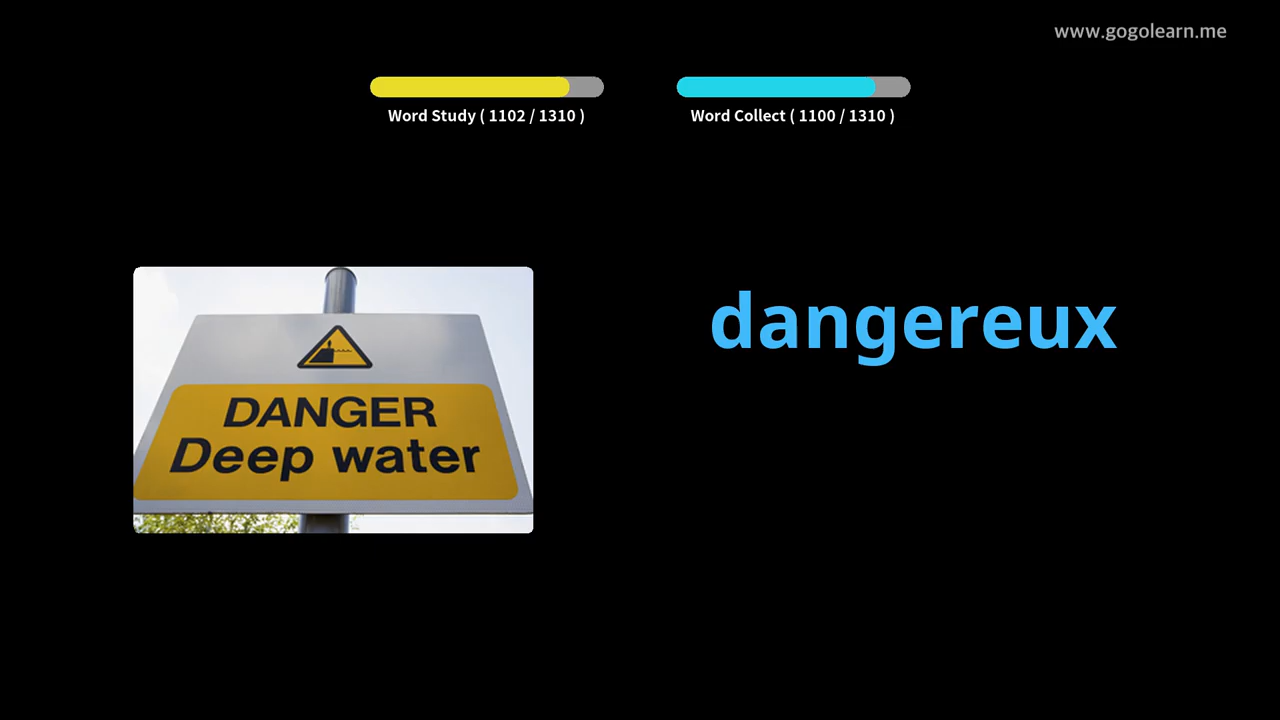 www.gogolearn.me
Word Study ( 1102 / 1310 )
Word Collect ( 1100 / 1310 )
dangereux
DANGER
Deep water